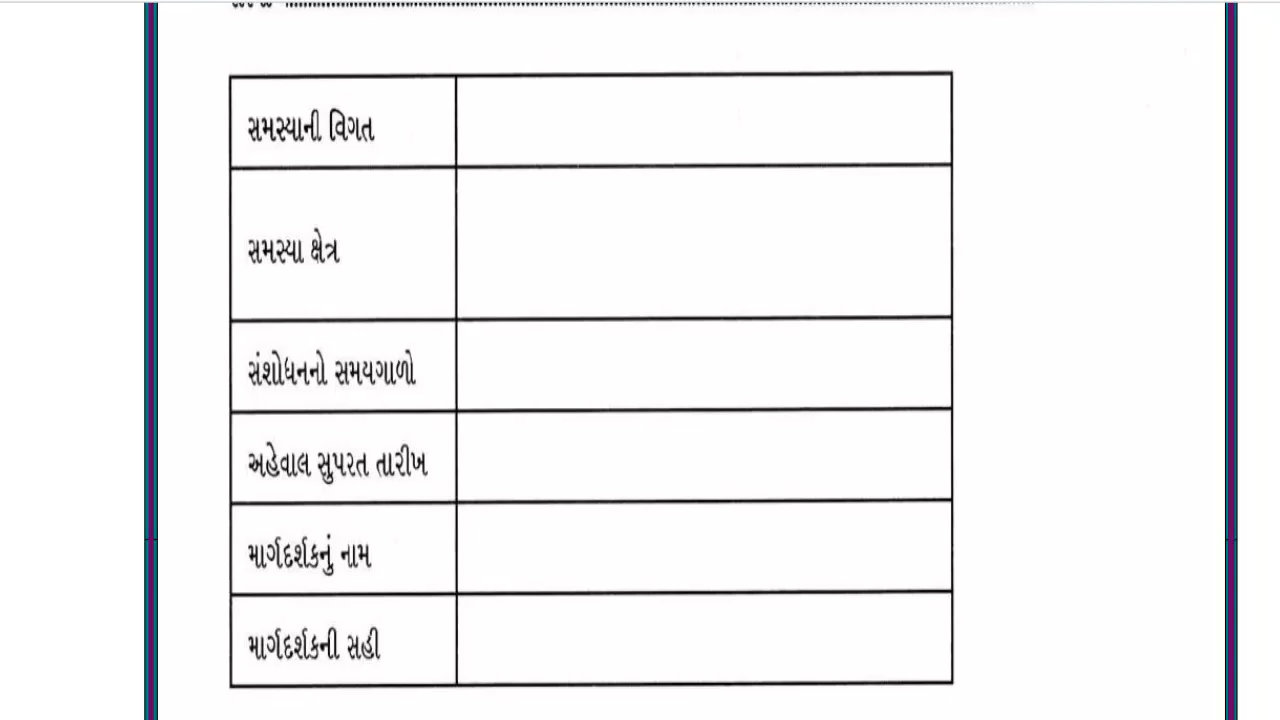 સમસ્યાની વિગત
સમસ્યા ક્ષેત્ર
સંશોધનનો સમયગાળો
અહેવાલ સુપરત તારીખ
માર્ગદર્શકનું નામ
માર્ગદર્શકની સહી